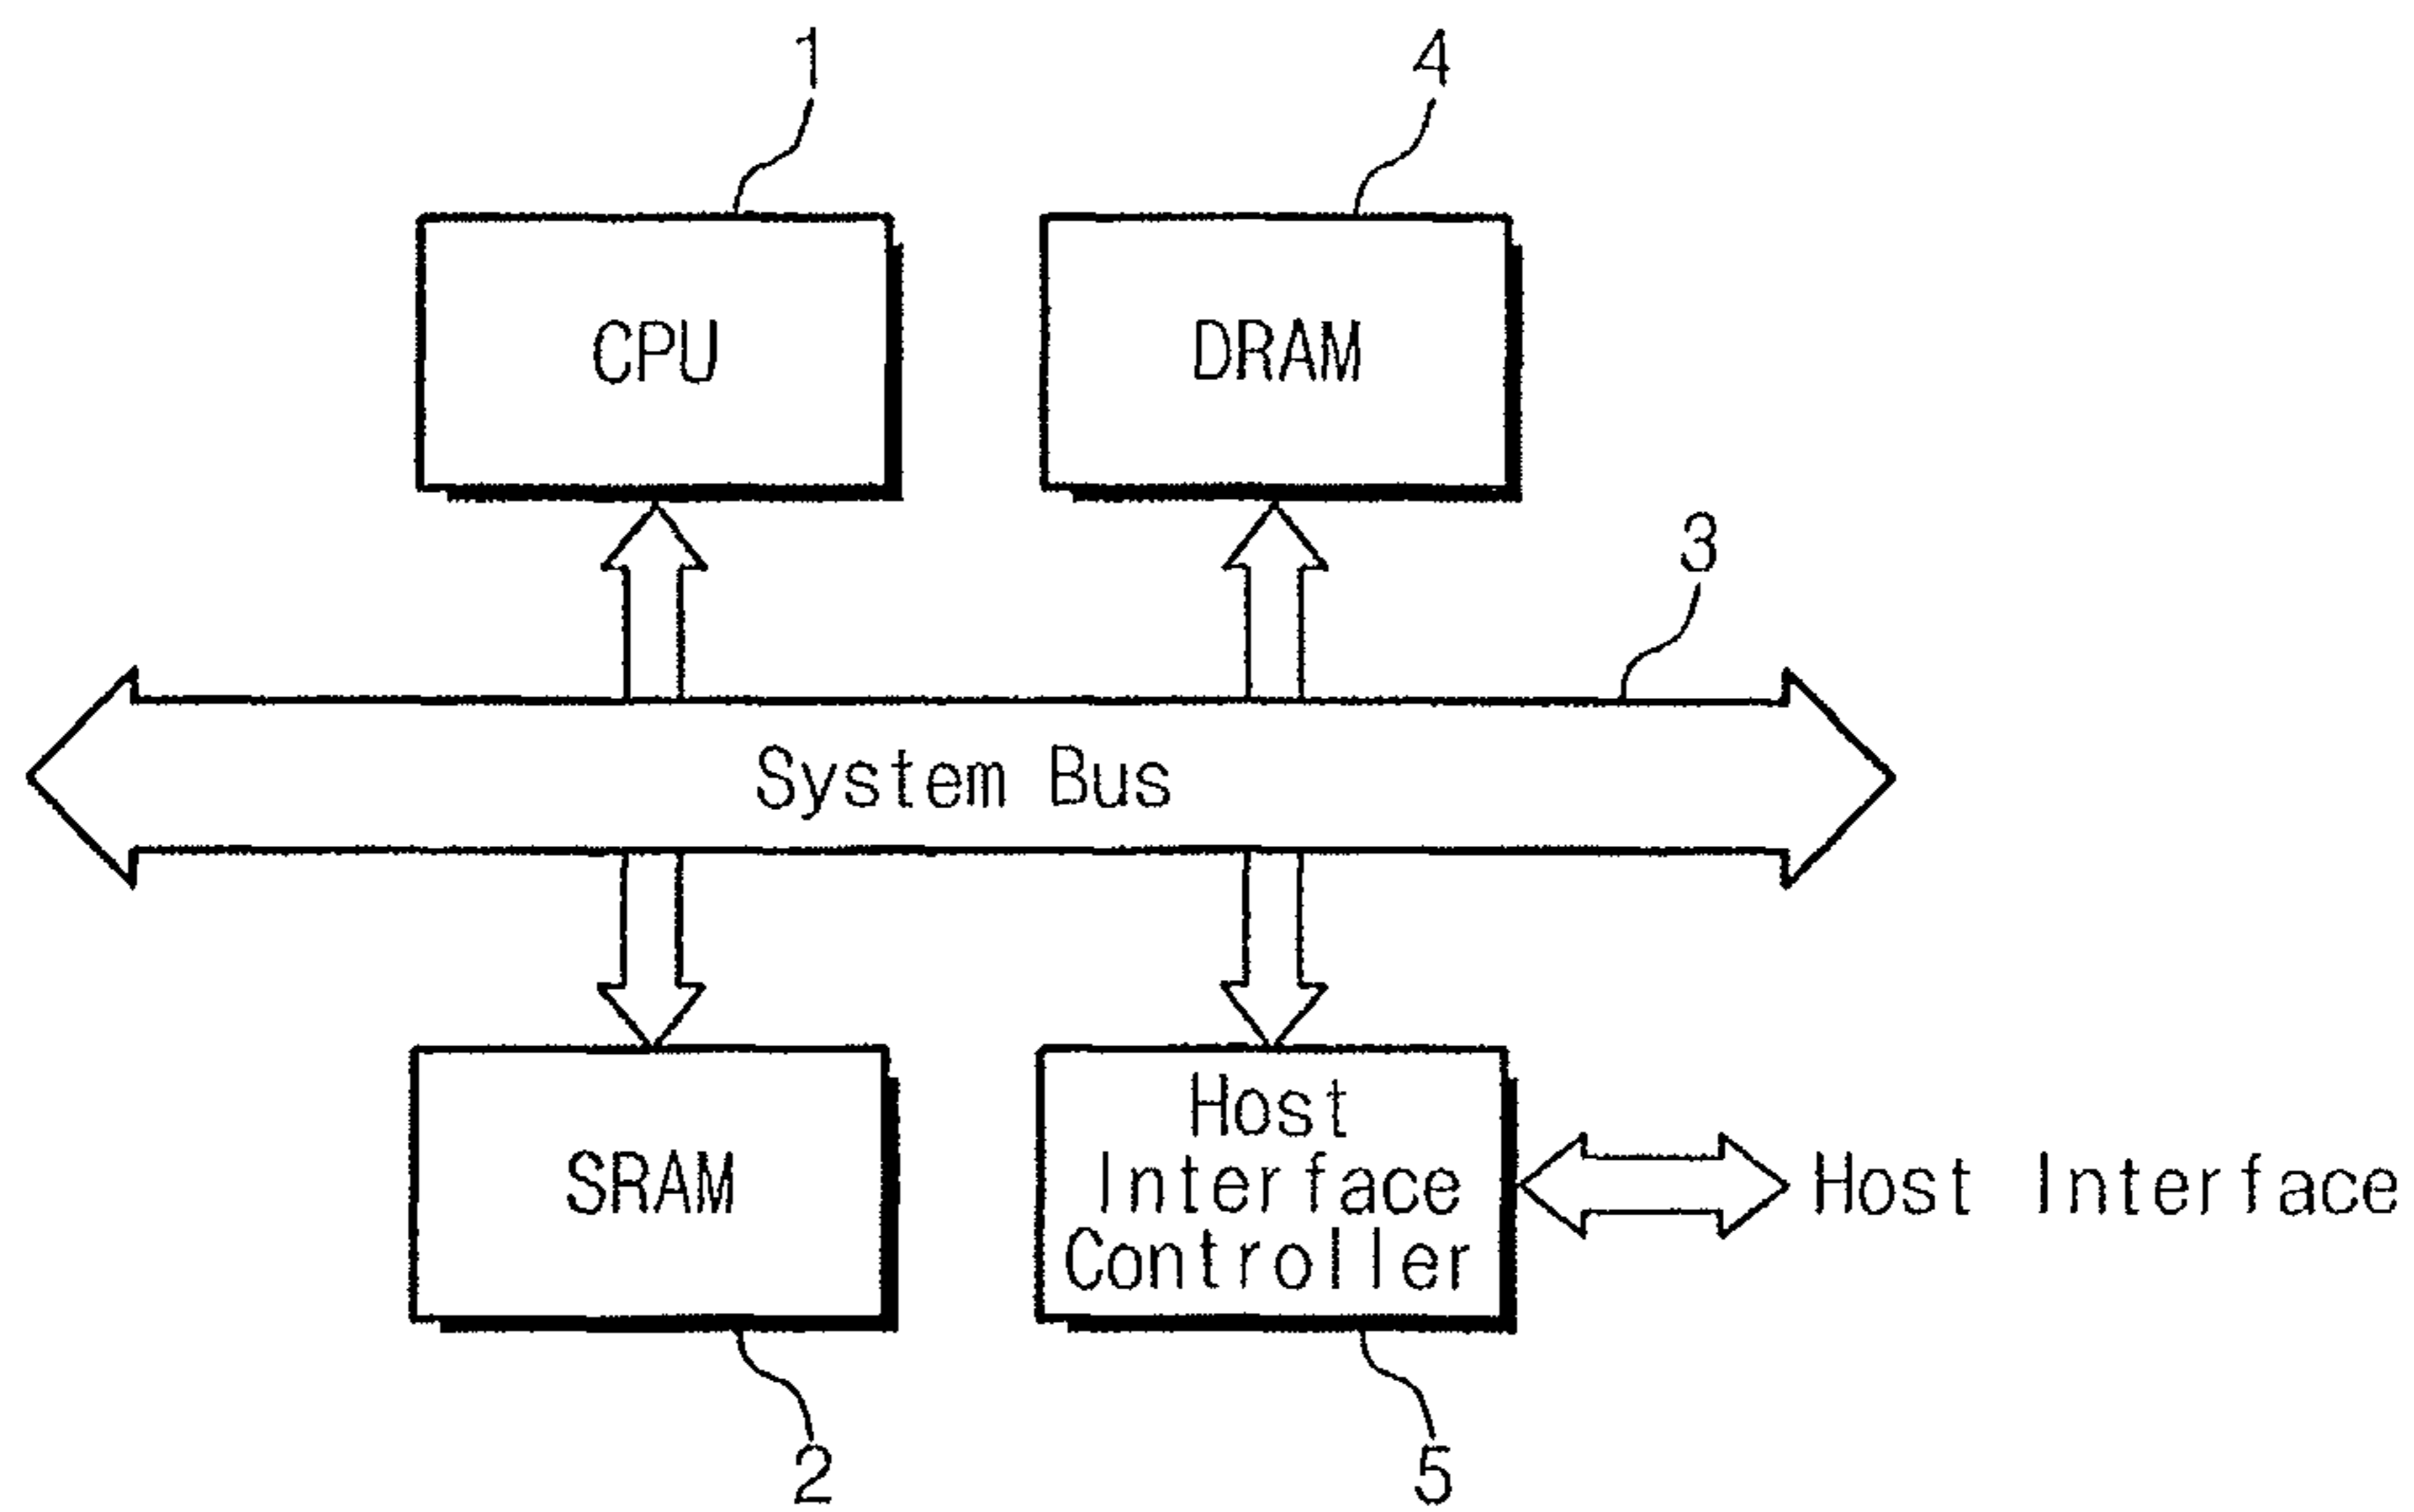 1
4
CPU
DRAM
3
System Bus
SRAM
Host
Interface
Controller
Host Interface
2
5